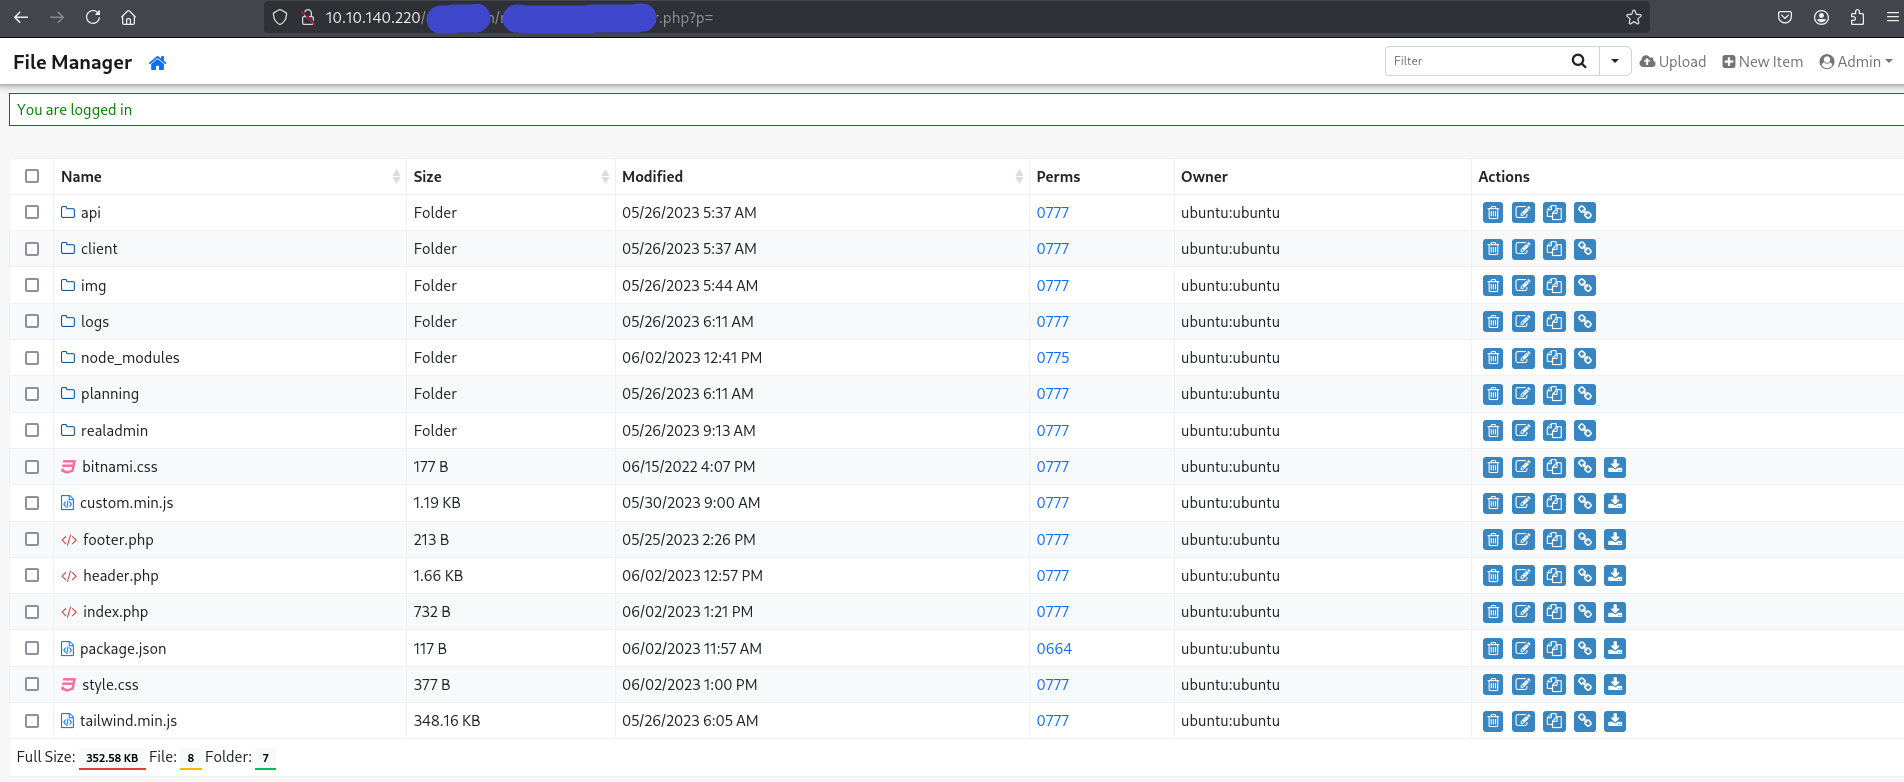 10.10.140.220/ n/r .php?p=
File Manager Filter Upload New Item Admin
You are logged in
Name Size Modified Perms Owner Actions
api Folder 05/26/2023 5:37 AM 0777 ubuntu:ubuntu
client Folder 05/26/2023 5:37 AM 0777 ubuntu:ubuntu
img Folder 05/26/2023 5:44 AM 0777 ubuntu:ubuntu
logs Folder 05/26/2023 6:11 AM 0777 ubuntu:ubuntu
node_modules Folder 06/02/2023 12:41 PM 0775 ubuntu:ubuntu
planning Folder 05/26/2023 6:11 AM 0777 ubuntu:ubuntu
realadmin Folder 05/26/2023 9:13 AM 0777 ubuntu:ubuntu
bitnami.css 177 B 06/15/2022 4:07 PM 0777 ubuntu:ubuntu
custom.min.js 1.19 KB 05/30/2023 9:00 AM 0777 ubuntu:ubuntu
footer.php 213 B 05/25/2023 2:26 PM 0777 ubuntu:ubuntu
header.php 1.66 KB 06/02/2023 12:57 PM 0777 ubuntu:ubuntu
index.php 732 B 06/02/2023 1:21 PM 0777 ubuntu:ubuntu
package.json 117 B 06/02/2023 11:57 AM 0664 ubuntu:ubuntu
style.css 377 B 06/02/2023 1:00 PM 0777 ubuntu:ubuntu
tailwind.min.js 348.16 KB 05/26/2023 6:05 AM 0777 ubuntu:ubuntu
Full Size: 352.58 KB File: 8 Folder: 7